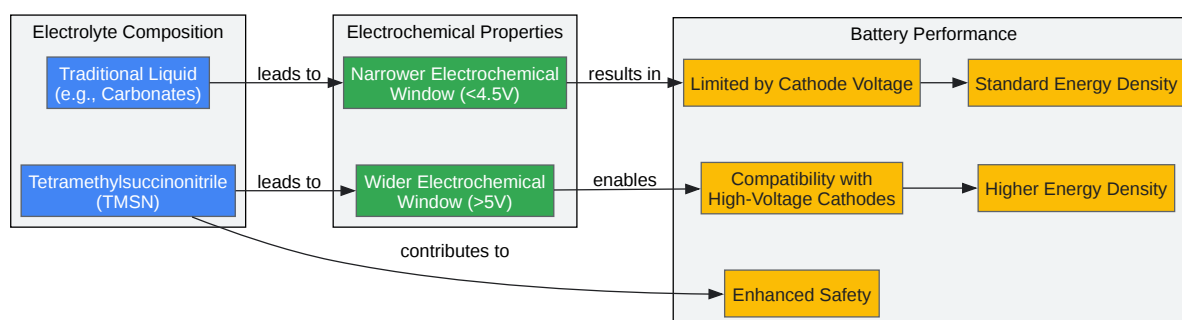 Electrolyte Composition
Electrochemical Properties
Battery Performance
Traditional Liquid
(e.g., Carbonates)
leads to
Narrower Electrochemical
Window (<4.5V)
results in
Limited by Cathode Voltage
Standard Energy Density
Tetramethylsuccinonitrile
(TMSN)
leads to
Wider Electrochemical
Window (>5V)
enables
Compatibility with
High-Voltage Cathodes
Higher Energy Density
contributes to
Enhanced Safety